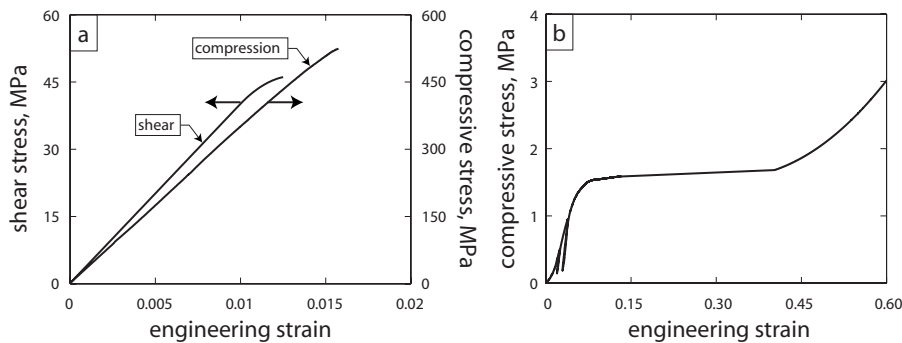 a
60
45
30
15
0
shear stress, MPa
compression
shear
600
450
300
150
0
compressive stress, MPa
0
0.005
0.01
0.015
0.02
engineering strain
b
4
3
2
1
0
compressive stress, MPa
0
0.15
0.30
0.45
0.60
engineering strain